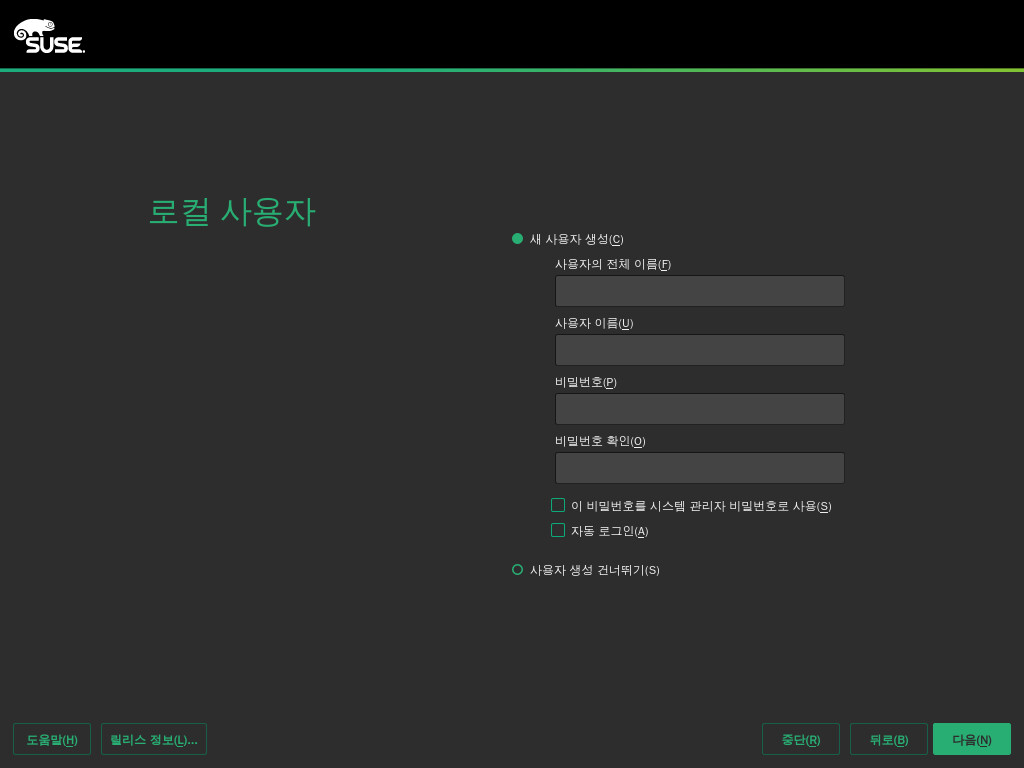 SUSE
로컬 사용자
새 사용자 생성(C)
사용자의 전체 이름(F)
사용자 이름(U)
비밀번호(P)
비밀번호 확인(O)
이 비밀번호를 시스템 관리자 비밀번호로 사용(S)
자동 로그인(A)
사용자 생성 건너뛰기(S)
도움말(H) 릴리스 정보(L)... 중단(R) 뒤로(B) 다음(N)